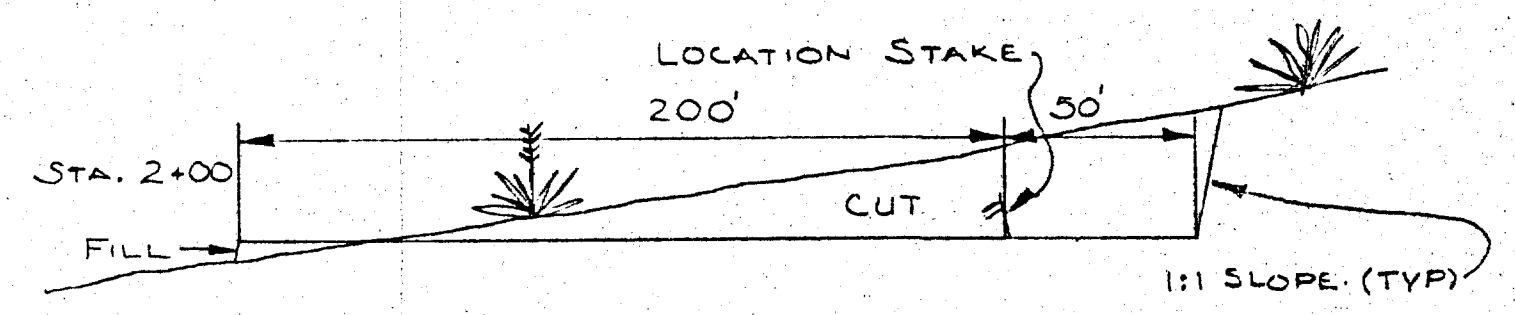 LOCATION STAKE
200'
50'
STA. 2+00
CUT
FILL
1:1 SLOPE. (TYP)